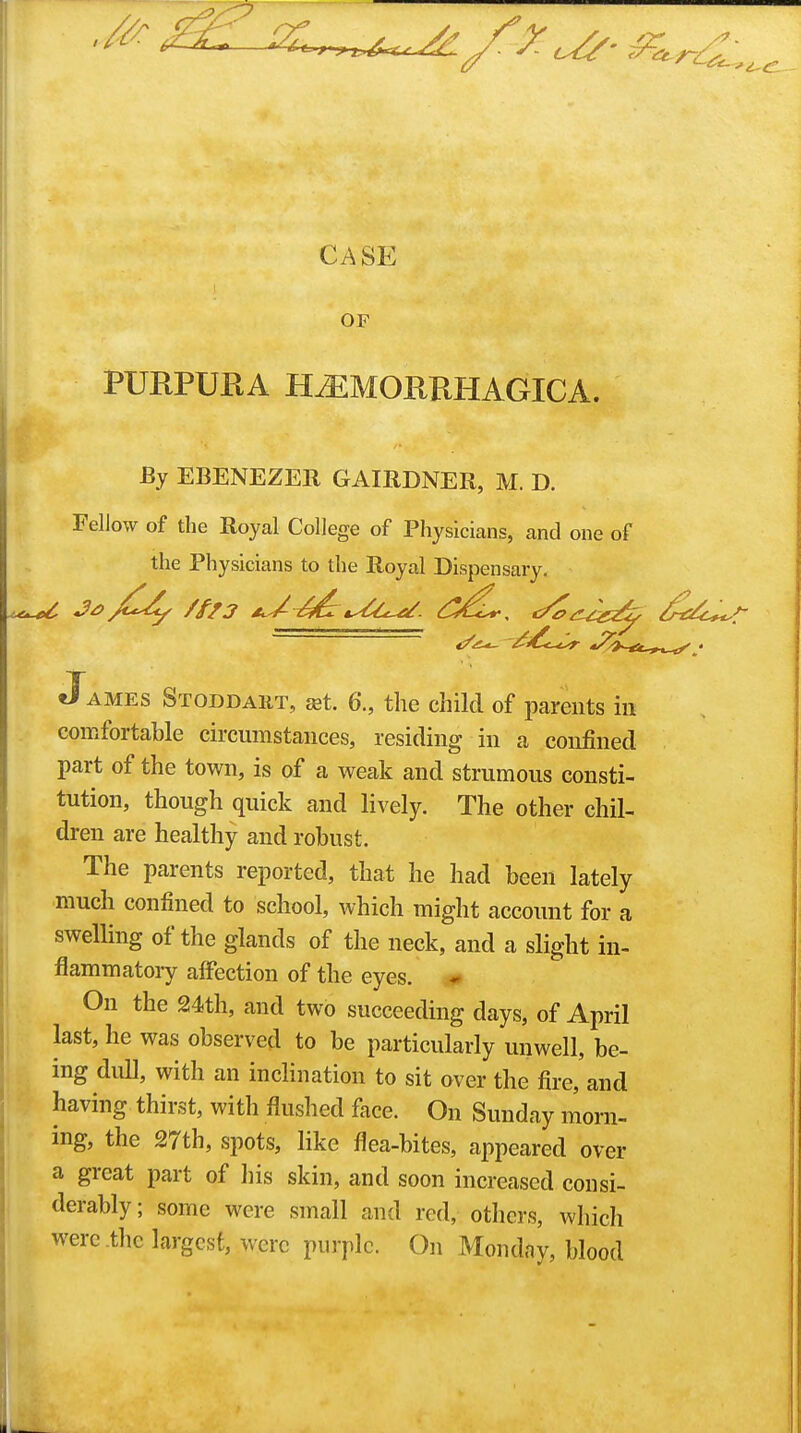 CASE
OF
PURPURA HÆMORRHAGICA.
By EBENEZER GAIRDNER, M. D.
Fellow of the Royal College of Physicians, and one of
the Physicians to the Royal Dispensary.
James Stoddart, æt. 6., the child of parents in
comfortable circumstances, residing in a confined
part of the town, is of a weak and strumous consti-
tution, though quick and lively. The other chil-
dren are healthy and robust.
The parents reported, that he had been lately
much confined to school, which might account for a
swelling of the glands of the neck, and a slight in-
flammatory affection of the eyes.
On the 24th, and two succeeding days, of April
last, he was observed to be particularly unwell, be-
ing dull, with an inclination to sit over the fire, and
having thirst, with flushed face. On Sunday morn-
ing, the 27th, spots, like flea-bites, appeared over
a great part of his skin, and soon increased consi-
derably; some were small and red, others, which
were the largest, were purple. On Monday, blood